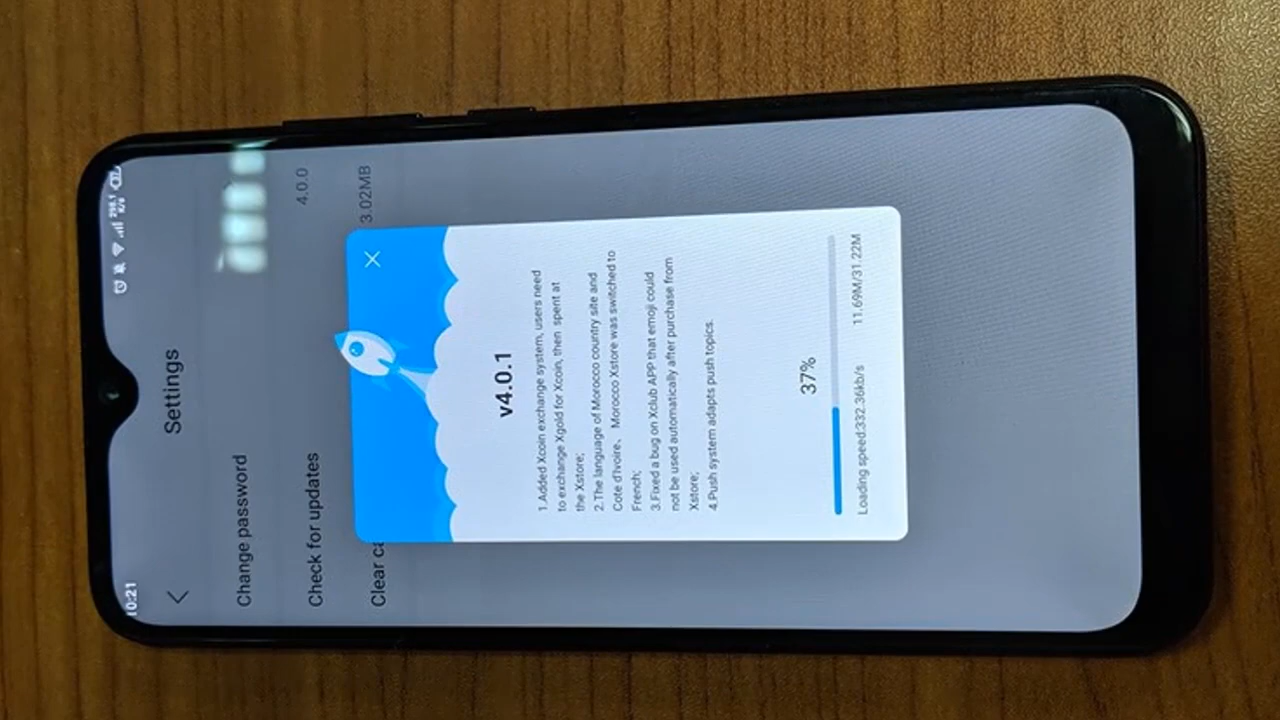 10:21
298.1
K/s
Settings
Change password
Check for updates
4.0.0
Clear ca
3.02MB
v4.0.1
1.Added Xcoin exchange system, users need
to exchange Xgold for Xcoin, then spent at
the Xstore;
2.The language of Morocco country site and
Cote d'Ivoire、 Morocco Xstore was switched to
French;
3.Fixed a bug on Xclub APP that emoji could
not be used automatically after purchase from
Xstore;
4.Push system adapts push topics.
37%
Loading speed:332.36kb/s
11.69M/31.22M